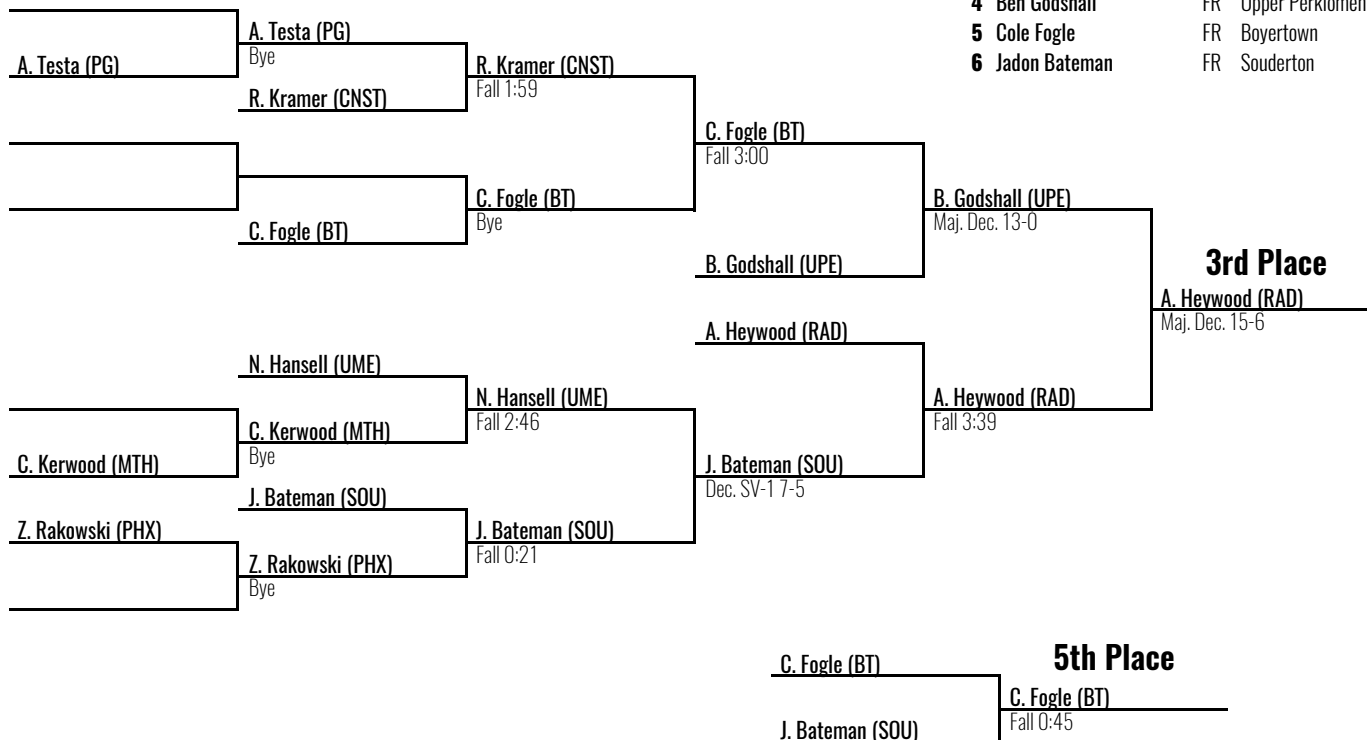 4 Ben Godshall FR Upper Perkiomen
5 Cole Fogle FR Boyertown
6 Jadon Bateman FR Souderton
A. Testa (PG)
A. Testa (PG)
Bye
R. Kramer (CNST)
R. Kramer (CNST)
Fall 1:59
C. Fogle (BT)
C. Fogle (BT)
Bye
C. Fogle (BT)
Fall 3:00
B. Godshall (UPE)
B. Godshall (UPE)
Maj. Dec. 13-0
3rd Place
A. Heywood (RAD)
Maj. Dec. 15-6
A. Heywood (RAD)
A. Heywood (RAD)
Fall 3:39
N. Hansell (UME)
N. Hansell (UME)
Fall 2:46
C. Kerwood (MTH)
C. Kerwood (MTH)
Bye
J. Bateman (SOU)
Dec. SV-1 7-5
J. Bateman (SOU)
J. Bateman (SOU)
Fall 0:21
Z. Rakowski (PHX)
Z. Rakowski (PHX)
Bye
5th Place
C. Fogle (BT)
C. Fogle (BT)
Fall 0:45
J. Bateman (SOU)